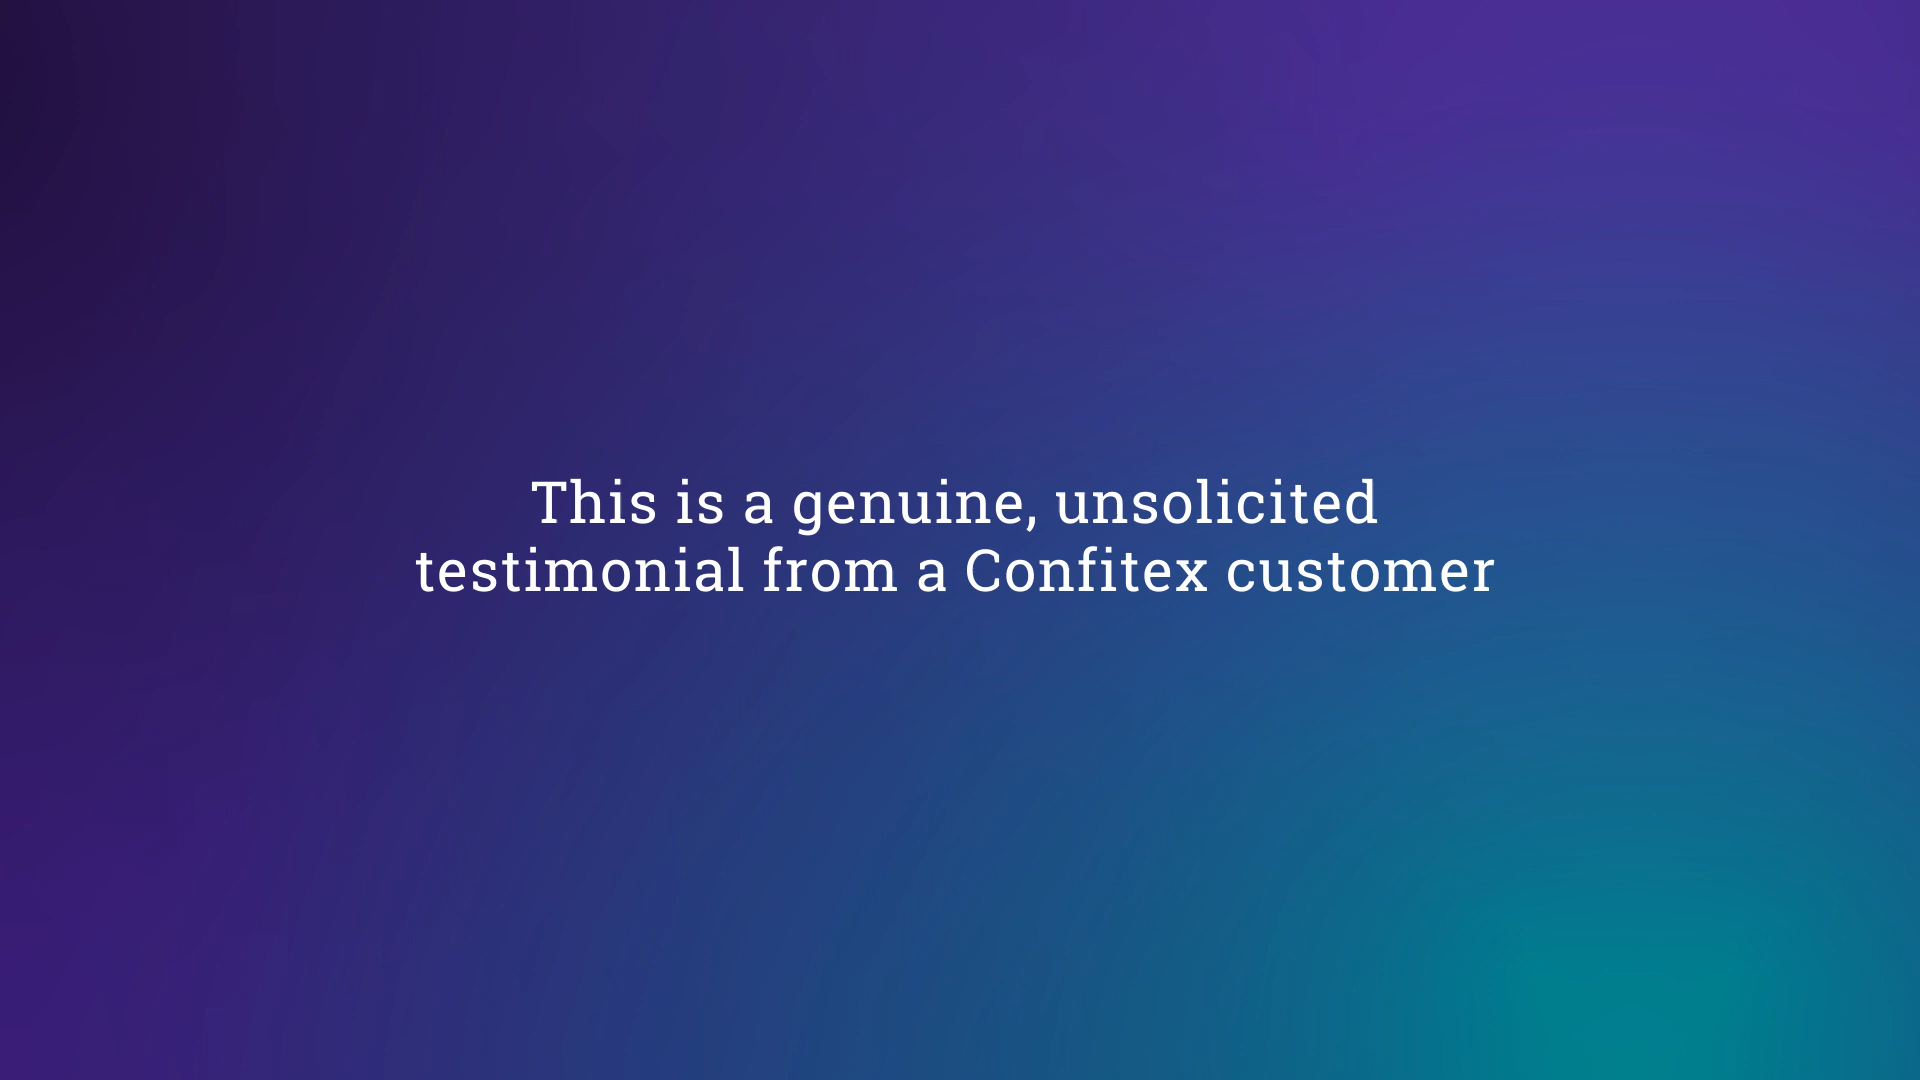 This is a genuine, unsolicited
testimonial from a Confitex customer